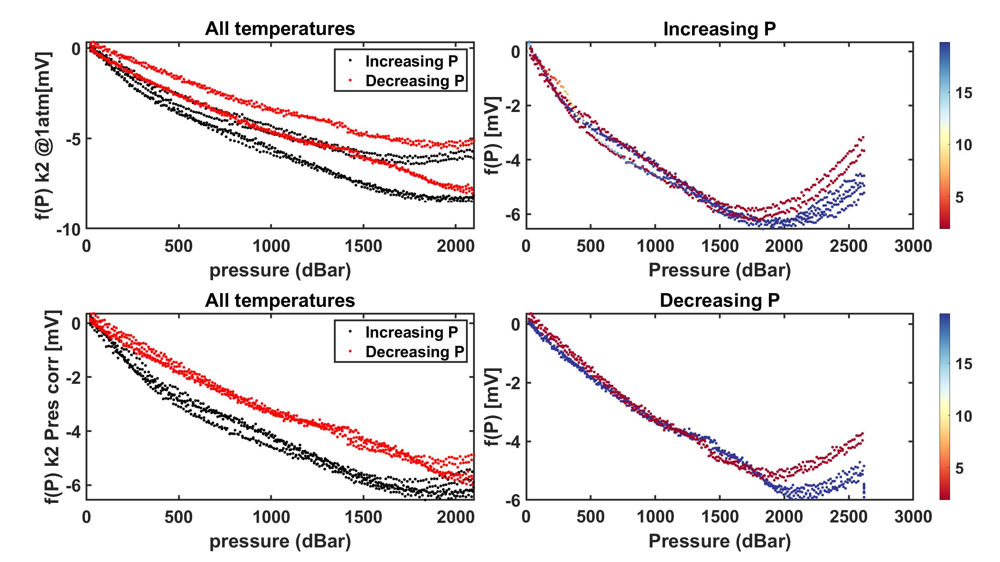 All temperatures
0
-5
-10
f(P) k2 @1atm[mV]
Increasing P
Decreasing P
0 500 1000 1500 2000
pressure (dBar)
Increasing P
0
-2
-4
-6
f(P) [mV]
0 500 1000 1500 2000 2500 3000
Pressure (dBar)
15
10
5
All temperatures
0
-2
-4
-6
f(P) k2 Pres corr [mV]
Increasing P
Decreasing P
0 500 1000 1500 2000
pressure (dBar)
Decreasing P
0
-2
-4
-6
f(P) [mV]
0 500 1000 1500 2000 2500 3000
Pressure (dBar)
15
10
5